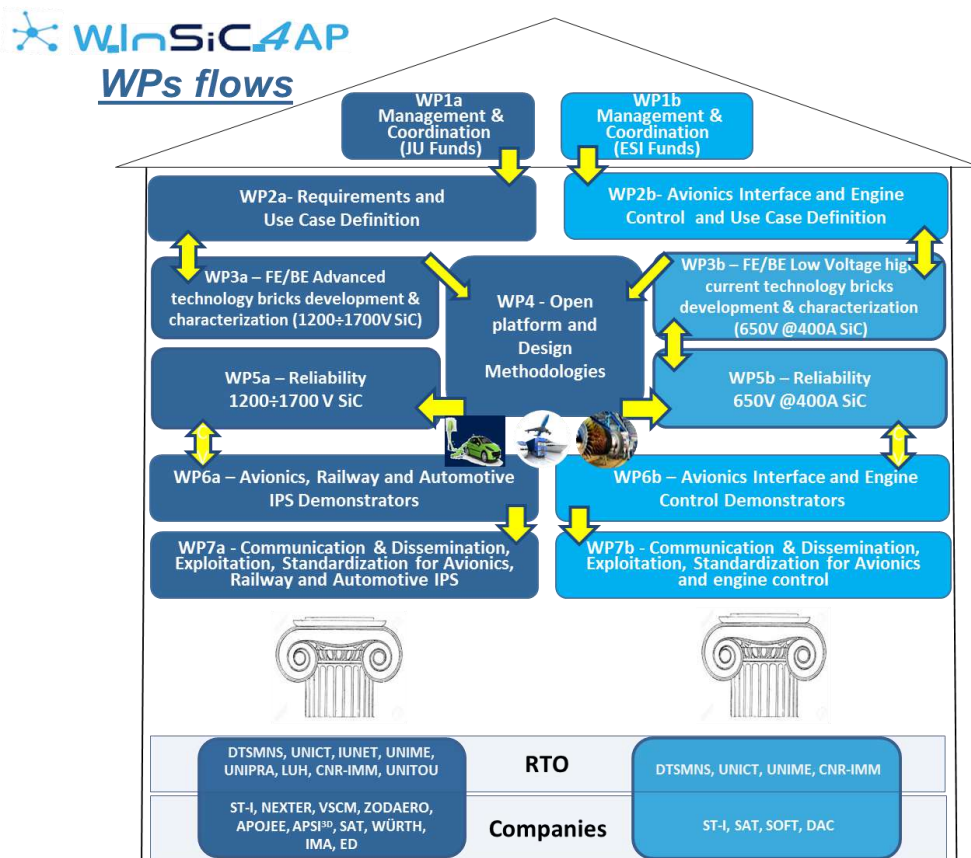 W.InSiC.4AP
WPs flows
WP1a
Management &
Coordination
(JU Funds)
WP1b
Management &
Coordination
(ESI Funds)
WP2a- Requirements and
Use Case Definition
WP2b- Avionics Interface and Engine
Control and Use Case Definition
WP3a – FE/BE Advanced
technology bricks development &
characterization (1200÷1700V SiC)
WP4 - Open
platform and
Design
Methodologies
WP3b – FE/BE Low Voltage high
current technology bricks
development & characterization
(650V @400A SiC)
WP5a – Reliability
1200÷1700 V SiC
WP5b – Reliability
650V @400A SiC
WP6a – Avionics, Railway and Automotive
IPS Demonstrators
WP6b – Avionics Interface and Engine
Control Demonstrators
WP7a - Communication & Dissemination,
Exploitation, Standardization for Avionics,
Railway and Automotive IPS
WP7b - Communication & Dissemination,
Exploitation, Standardization for Avionics
and engine control
DTSMNS, UNICT, IUNET, UNIME,
UNIPRA, LUH, CNR-IMM, UNITOU
RTO
DTSMNS, UNICT, UNIME, CNR-IMM
ST-I, NEXTER, VSCM, ZODAERO,
APOJEE, APSI³ᴰ, SAT, WÜRTH,
IMA, ED
Companies
ST-I, SAT, SOFT, DAC